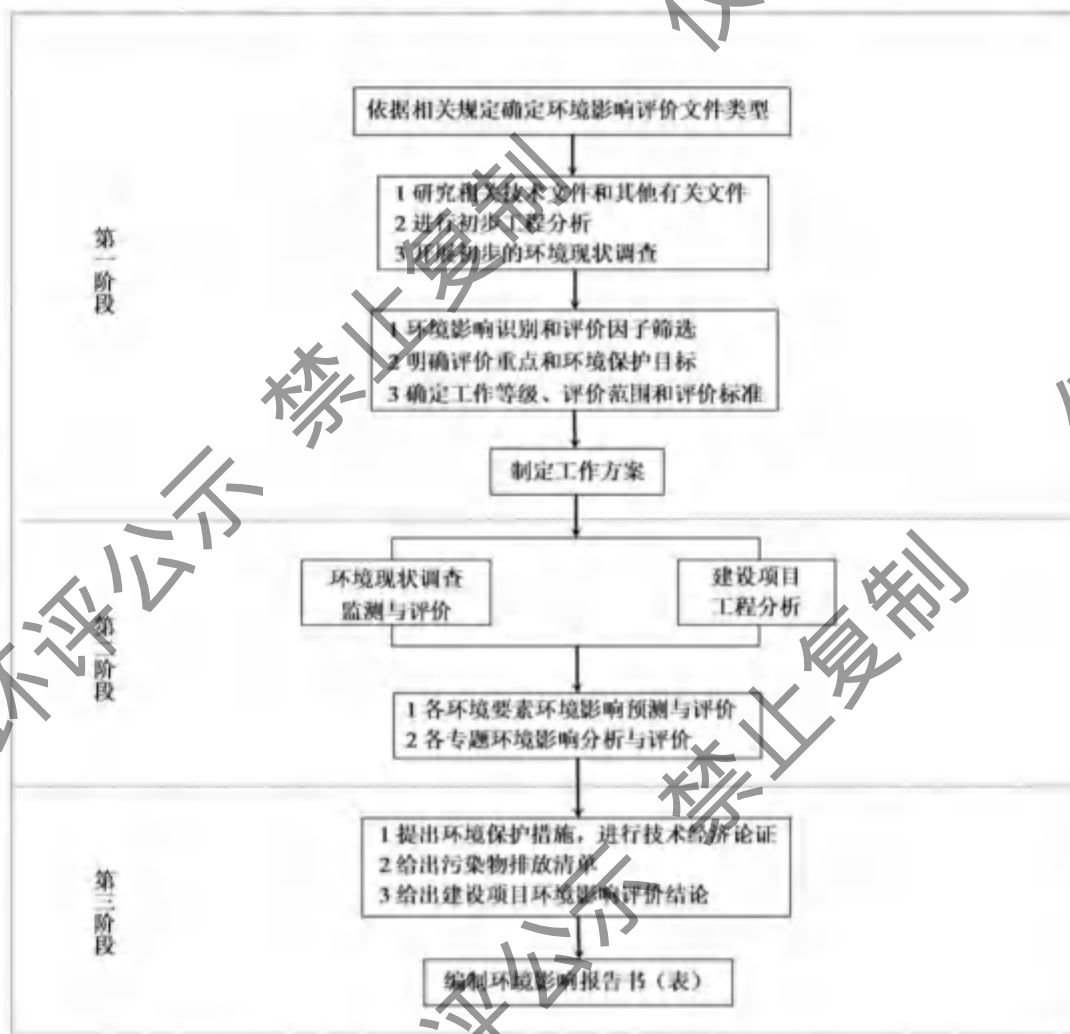 依据相关规定确定环境影响评价文件类型
1 研究相关技术文件和其他有关文件
2 进行初步工程分析
3 开展初步的环境现状调查
第一阶段
1 环境影响识别和评价因子筛选
2 明确评价重点和环境保护目标
3 确定工作等级、评价范围和评价标准
制定工作方案
环境现状调查
监测与评价
建设项目
工程分析
第二阶段
1 各环境要素环境影响预测与评价
2 各专题环境影响分析与评价
1 提出环境保护措施，进行技术经济论证
2 给出污染物排放清单
3 给出建设项目环境影响评价结论
第三阶段
编制环境影响报告书（表）
环评公示 禁止复制
评公示 禁止复制
仅